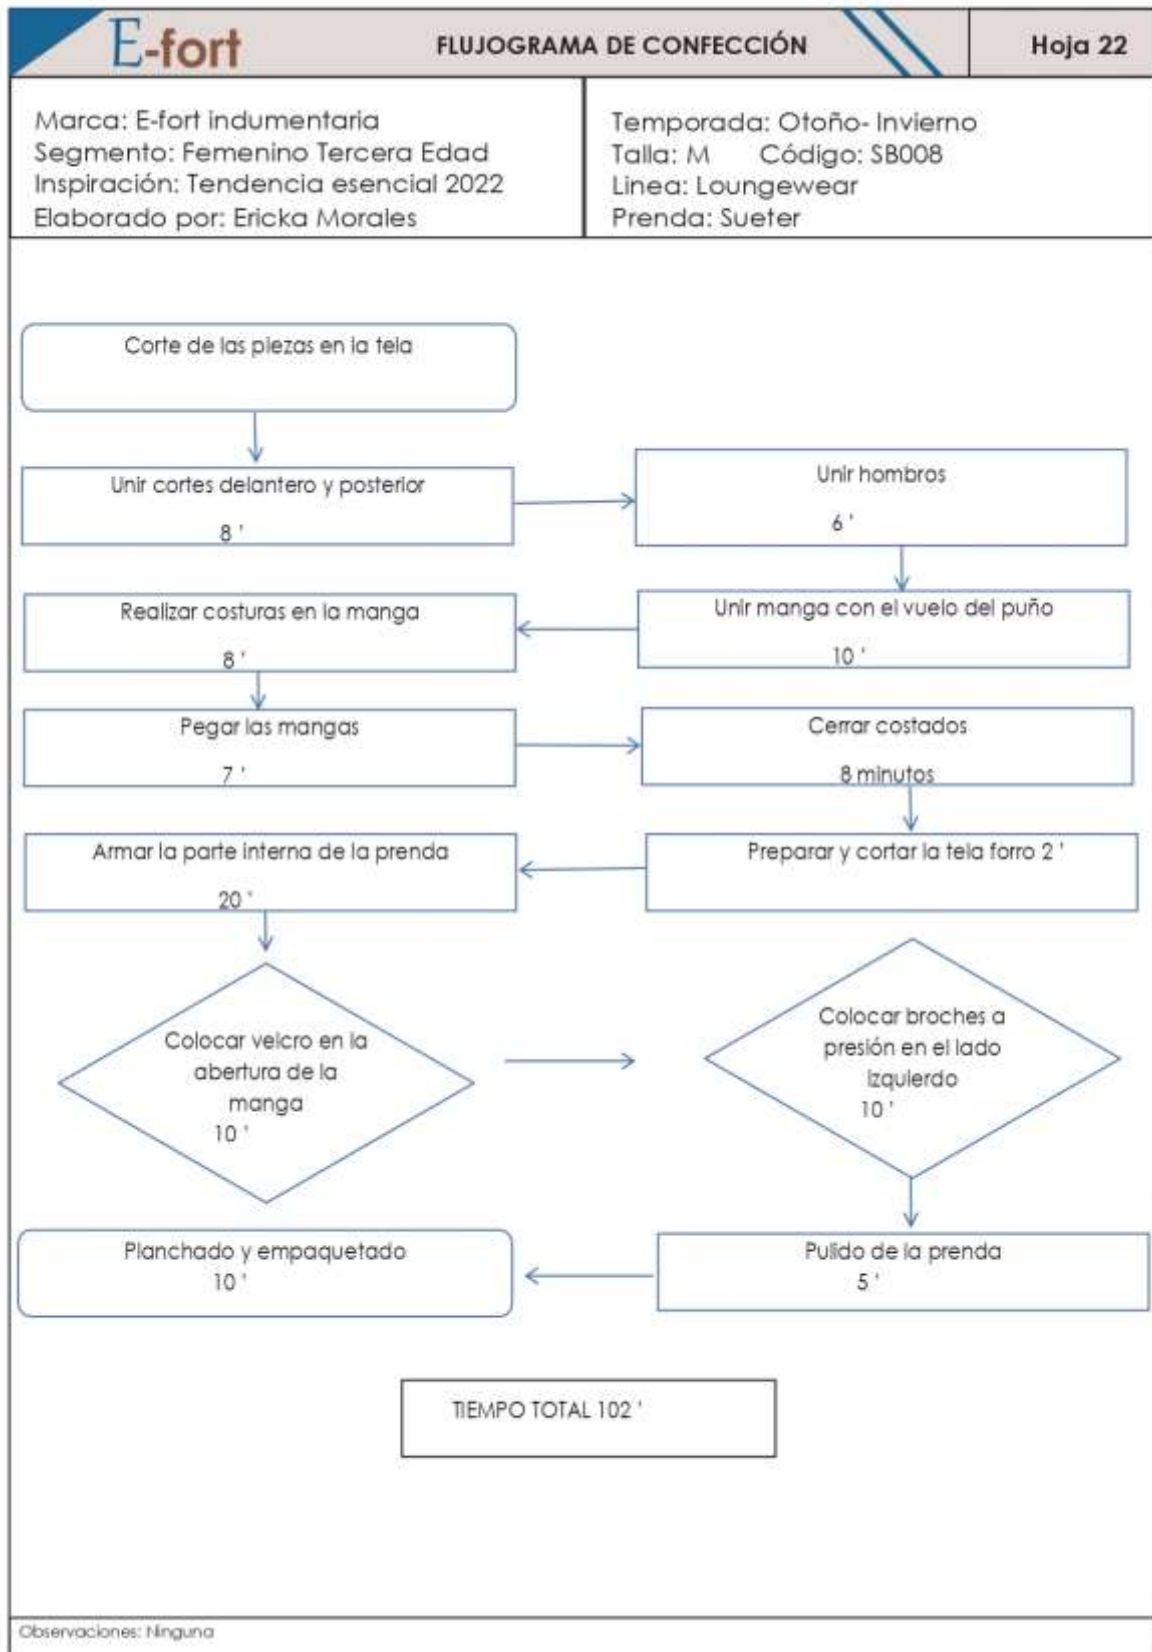 E-fort
FLUJOGRAMA DE CONFECCIÓN
Hoja 22
Marca: E-fort indumentaria
Segmento: Femenino Tercera Edad
Inspiración: Tendencia esencial 2022
Elaborado por: Ericka Morales
Temporada: Otoño- Invierno
Talla: M Código: SB008
Linea: Loungewear
Prenda: Sueter
Corte de las piezas en la tela
Unir cortes delantero y posterior
8 '
Unir hombros
6 '
Unir manga con el vuelo del puño
10 '
Realizar costuras en la manga
8 '
Pegar las mangas
7 '
Cerrar costados
8 minutos
Preparar y cortar la tela forro 2 '
Armar la parte interna de la prenda
20 '
Colocar velcro en la
abertura de la
manga
10 '
Colocar broches a
presión en el lado
izquierdo
10 '
Pulido de la prenda
5 '
Planchado y empaquetado
10 '
TIEMPO TOTAL 102 '
Observaciones: Ninguna